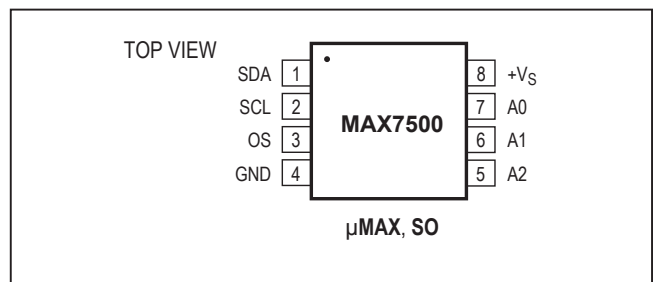 TOP VIEW
SDA 1 8 +VS
SCL 2 7 A0
MAX7500
OS 3 6 A1
GND 4 5 A2
µMAX, SO